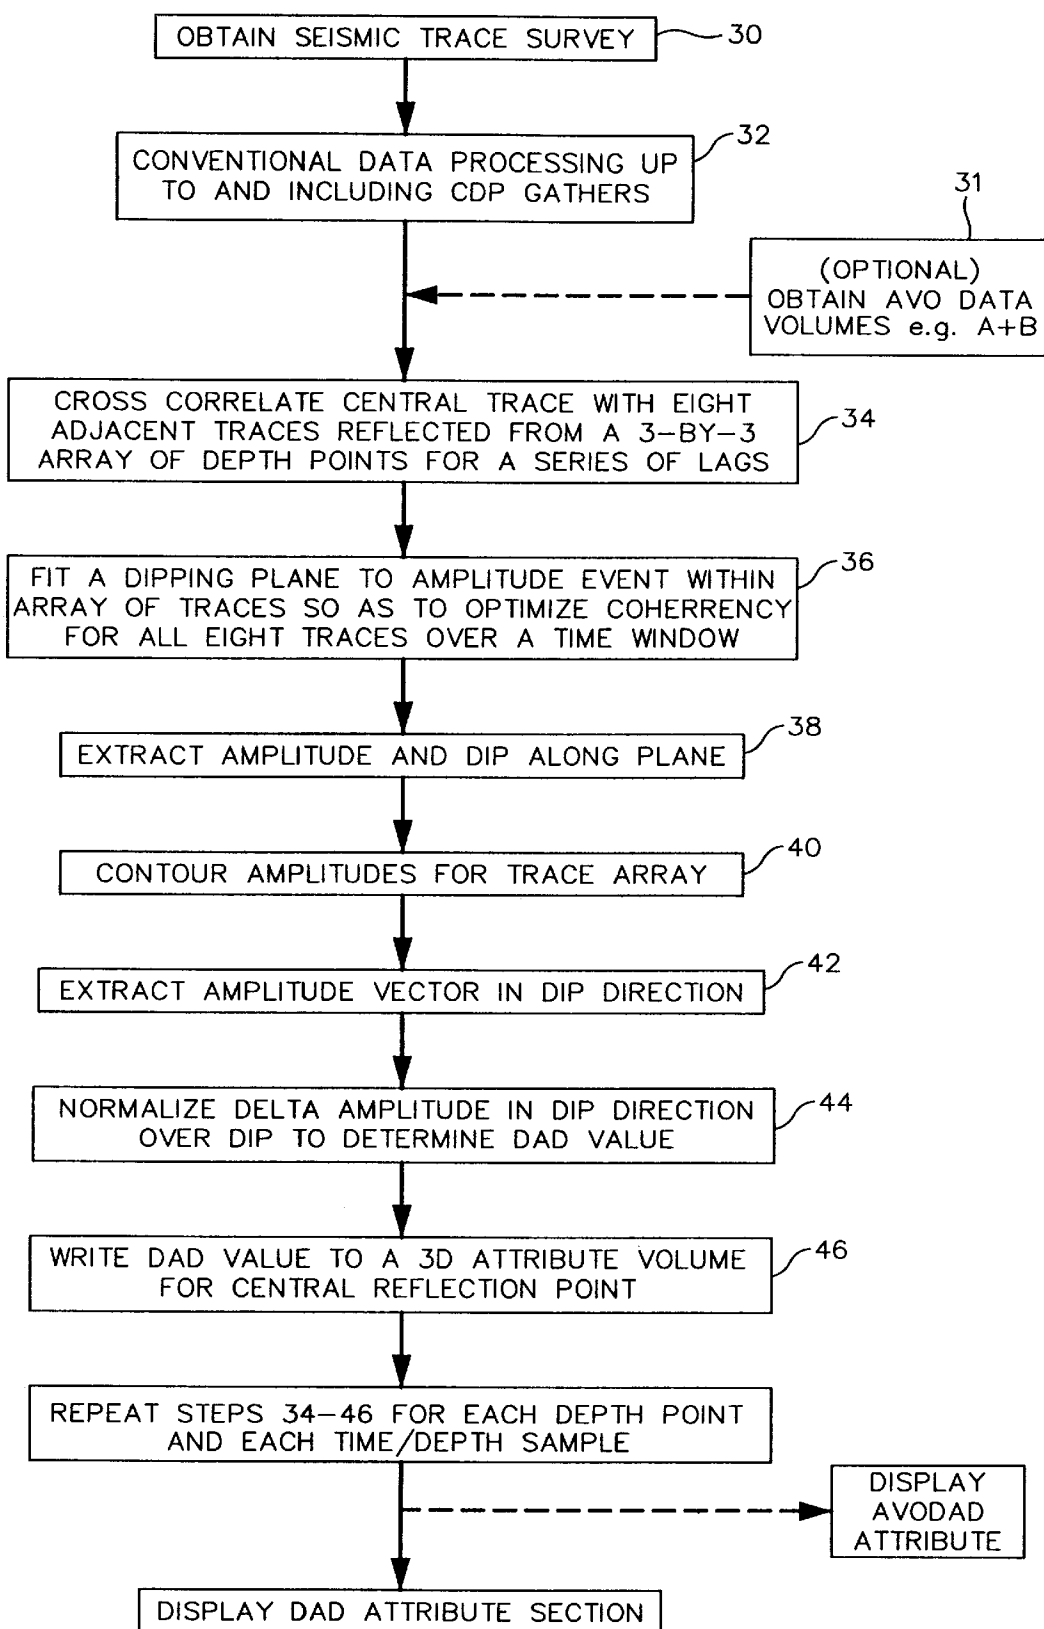 OBTAIN SEISMIC TRACE SURVEY
30
CONVENTIONAL DATA PROCESSING UP
TO AND INCLUDING CDP GATHERS
32
31
(OPTIONAL)
OBTAIN AVO DATA
VOLUMES e.g. A+B
CROSS CORRELATE CENTRAL TRACE WITH EIGHT
ADJACENT TRACES REFLECTED FROM A 3-BY-3
ARRAY OF DEPTH POINTS FOR A SERIES OF LAGS
34
FIT A DIPPING PLANE TO AMPLITUDE EVENT WITHIN
ARRAY OF TRACES SO AS TO OPTIMIZE COHERRENCY
FOR ALL EIGHT TRACES OVER A TIME WINDOW
36
EXTRACT AMPLITUDE AND DIP ALONG PLANE
38
CONTOUR AMPLITUDES FOR TRACE ARRAY
40
EXTRACT AMPLITUDE VECTOR IN DIP DIRECTION
42
NORMALIZE DELTA AMPLITUDE IN DIP DIRECTION
OVER DIP TO DETERMINE DAD VALUE
44
WRITE DAD VALUE TO A 3D ATTRIBUTE VOLUME
FOR CENTRAL REFLECTION POINT
46
REPEAT STEPS 34-46 FOR EACH DEPTH POINT
AND EACH TIME/DEPTH SAMPLE
DISPLAY
AVODAD
ATTRIBUTE
DISPLAY DAD ATTRIBUTE SECTION